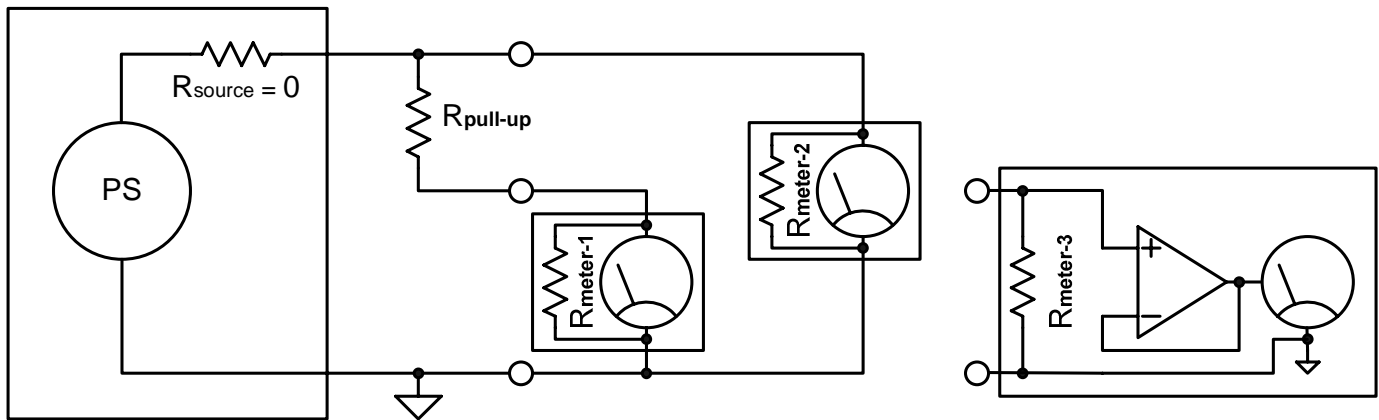 Rsource = 0
Rpull-up
PS
Rmeter-2
Rmeter-1
Rmeter-3
+
−